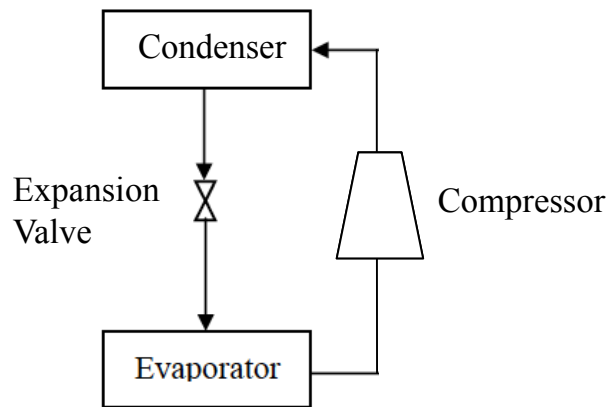 Condenser
Expansion
Valve
Compressor
Evaporator